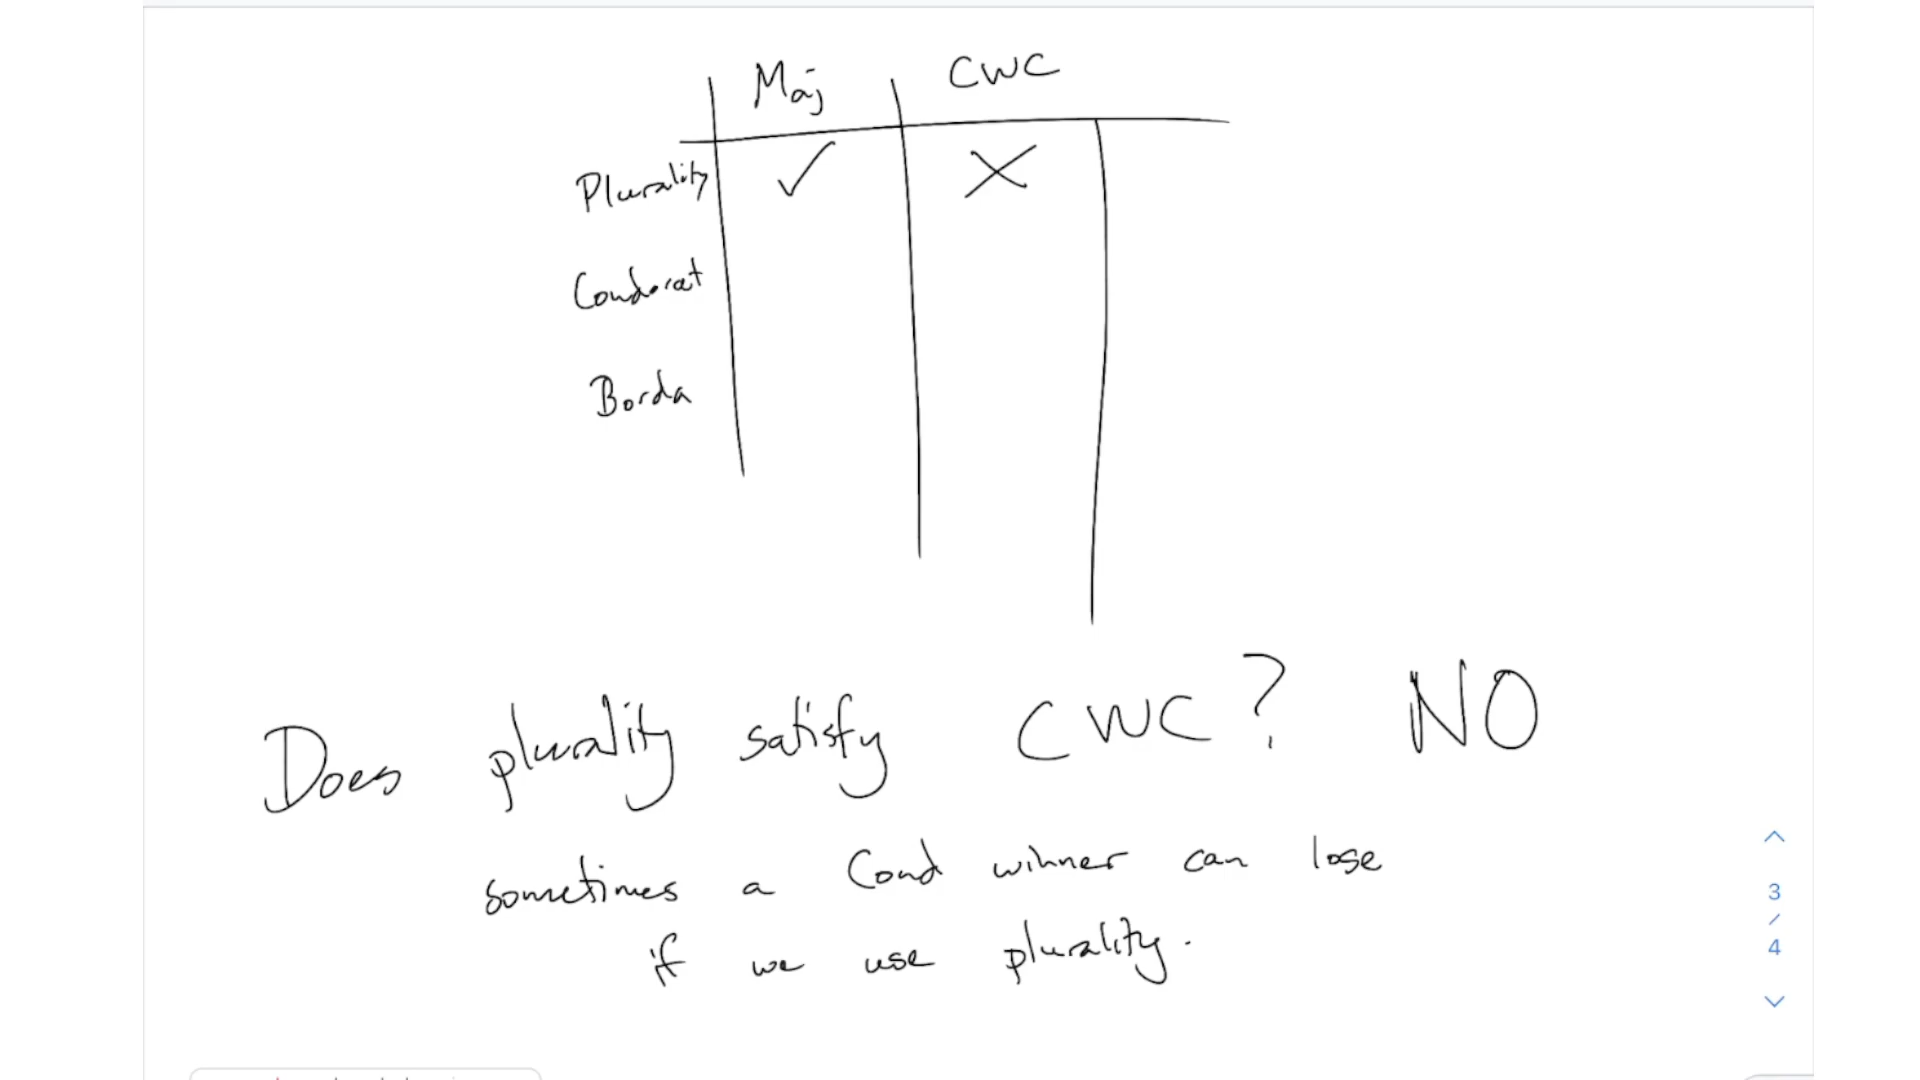 Maj CWC
Plurality ✓ X
Condorcet
Borda
Does plurality satisfy CWC? NO
sometimes a Cond winner can lose
if we use plurality.
3
/
4